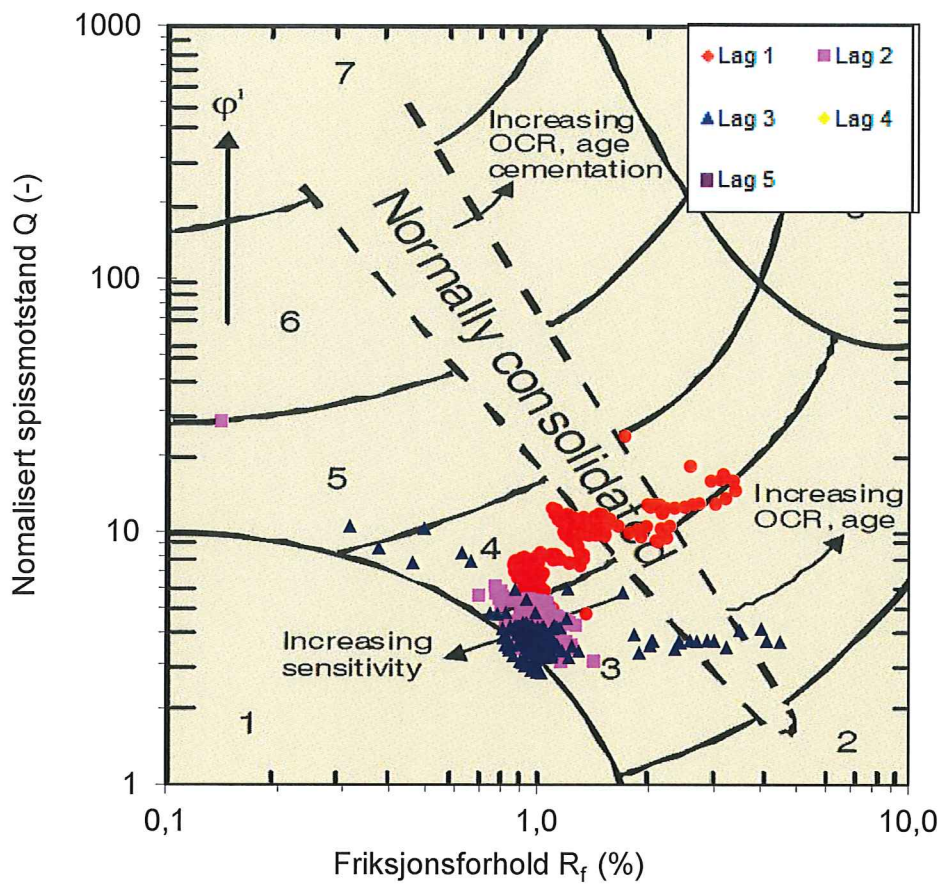 1000
100
10
1
Nomalisert spissmotstand Q (-)
0,1
1,0
10,0
Friksjonsforhold Rf (%)
Lag 1
Lag 2
Lag 3
Lag 4
Lag 5
φ'
7
Increasing
OCR, age
cementation
Normally consolidated
6
5
4
Increasing
OCR, age
Increasing
sensitivity
3
1
2